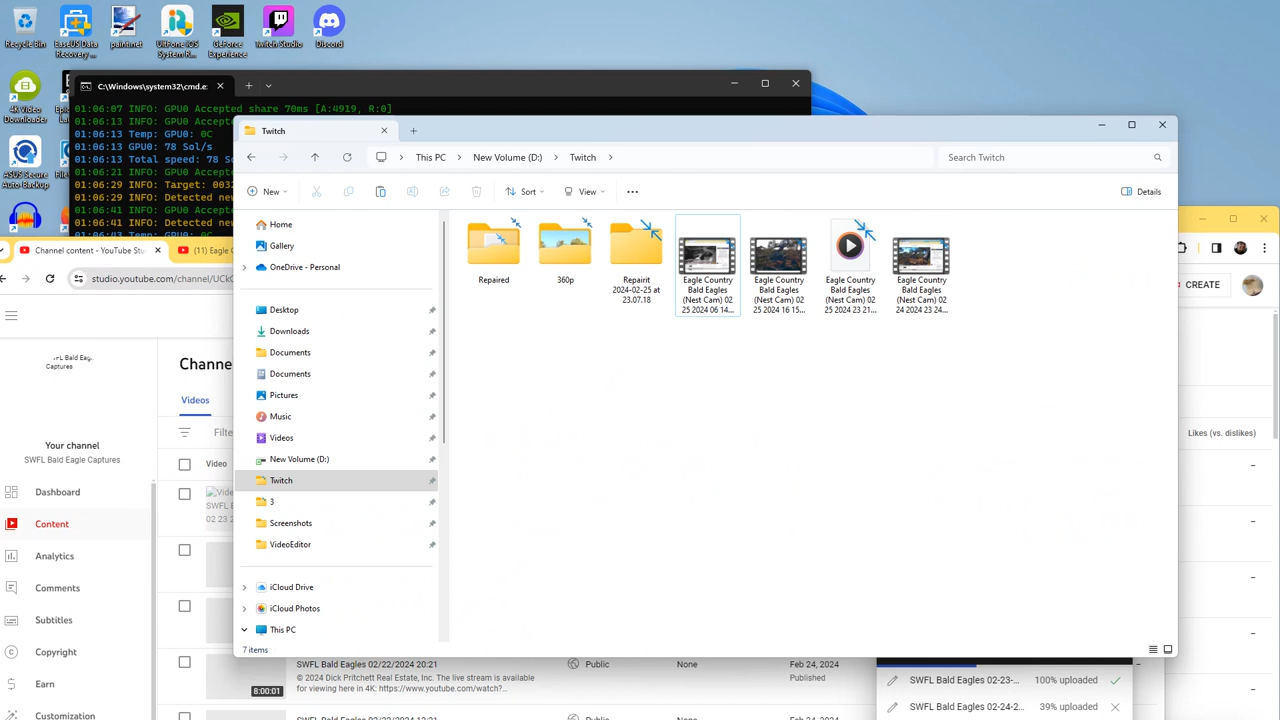 Recycle Bin
EaseUS Data Recovery ...
paint.net
UltFone iOS System R...
GeForce Experience
Twitch Studio
Discord
4K Video Downloader
ASUS Secure Auto-Backup
C:\Windows\system32\cmd.e:
01:06:07 INFO: GPU0 Accepted share 70ms [A:4919, R:0]
01:06:13 INFO: GPU0 Accept
01:06:13 Temp: GPU0: 0C
01:06:13 GPU0: 78 Sol/s
01:06:13 Total speed: 78 S
01:06:21 INFO: GPU0 Accept
01:06:29 INFO: Target: 003
01:06:29 INFO: Detected ne
01:06:41 INFO: GPU0 Accept
01:06:41 INFO: Detected ne
Twitch
This PC > New Volume (D:) > Twitch >
Search Twitch
New
Sort
View
Details
Home
Gallery
OneDrive - Personal
Desktop
Downloads
Documents
Documents
Pictures
Music
Videos
New Volume (D:)
Twitch
3
Screenshots
VideoEditor
iCloud Drive
iCloud Photos
This PC
7 items
Repaired
360p
Repairit 2024-02-25 at 23.07.18
Eagle Country Bald Eagles (Nest Cam) 02 25 2024 06 14...
Eagle Country Bald Eagles (Nest Cam) 02 25 2024 16 15...
Eagle Country Bald Eagles (Nest Cam) 02 25 2024 23 21...
Eagle Country Bald Eagles (Nest Cam) 02 24 2024 23 24...
Channel content - YouTube Stu
(11) Eagle C
studio.youtube.com/channel/UCk
CREATE
Captures
Your channel
SWFL Bald Eagle Captures
Dashboard
Content
Analytics
Comments
Subtitles
Copyright
Earn
Customization
Channe
Videos
Filte
Video
Likes (vs. dislikes)
8:00:01
SWFL Bald Eagles 02/22/2024 20:21
© 2024 Dick Pritchett Real Estate, Inc. The live stream is available
for viewing here in 4K: https://www.youtube.com/watch?...
Public
None
Feb 24, 2024
Published
SWFL Bald Eagles 02-23-...
100% uploaded
SWFL Bald Eagles 02-24-2...
39% uploaded